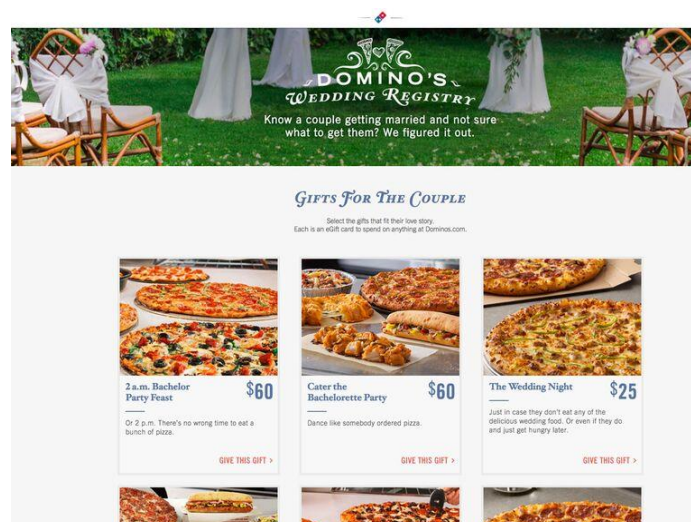 DOMINO'S
WEDDING REGISTRY
Know a couple getting married and not sure
what to get them? We figured it out.
GIFTS FOR THE COUPLE
Select the gifts that fit their love story.
Each is an eGift card to spend on anything at Dominos.com.
2 a.m. Bachelor
Party Feast
$60
Or 2 p.m. There's no wrong time to eat a
bunch of pizza.
GIVE THIS GIFT >
Cater the
Bachelorette Party
$60
Dance like somebody ordered pizza.
GIVE THIS GIFT >
The Wedding Night
$25
Just in case they don't eat any of the
delicious wedding food. Or even if they do
and just get hungry later.
GIVE THIS GIFT >